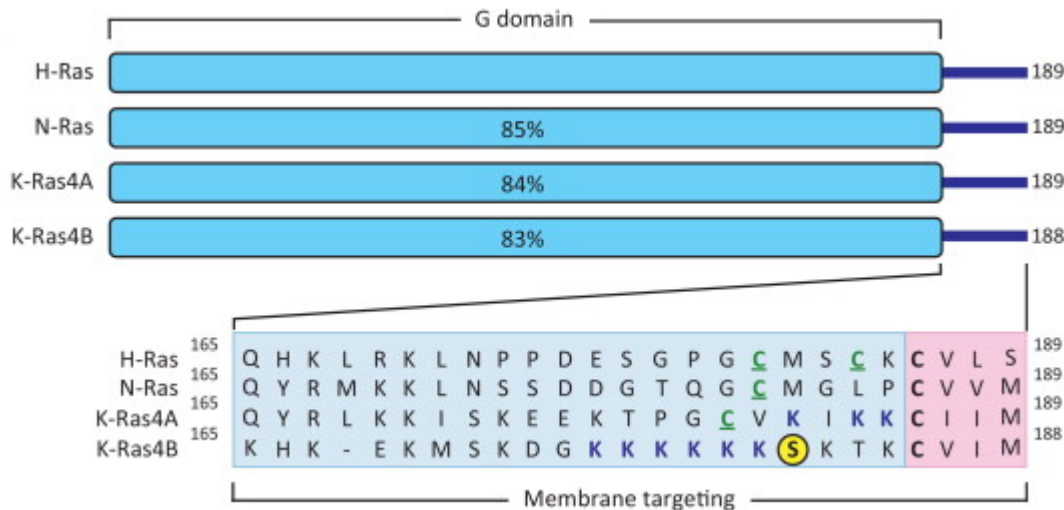 G domain
H-Ras 189
N-Ras 85% 189
K-Ras4A 84% 189
K-Ras4B 83% 188
H-Ras 165 Q H K L R K L N P P D E S G P G C M S C K C V L S 189
N-Ras 165 Q Y R M K K L N S S D D G T Q G C M G L P C V V M 189
K-Ras4A 165 Q Y R L K K I S K E E K T P G C V K I K K C I I M 189
K-Ras4B 165 K H K - E K M S K D G K K K K K K S K T K C V I M 188
Membrane targeting